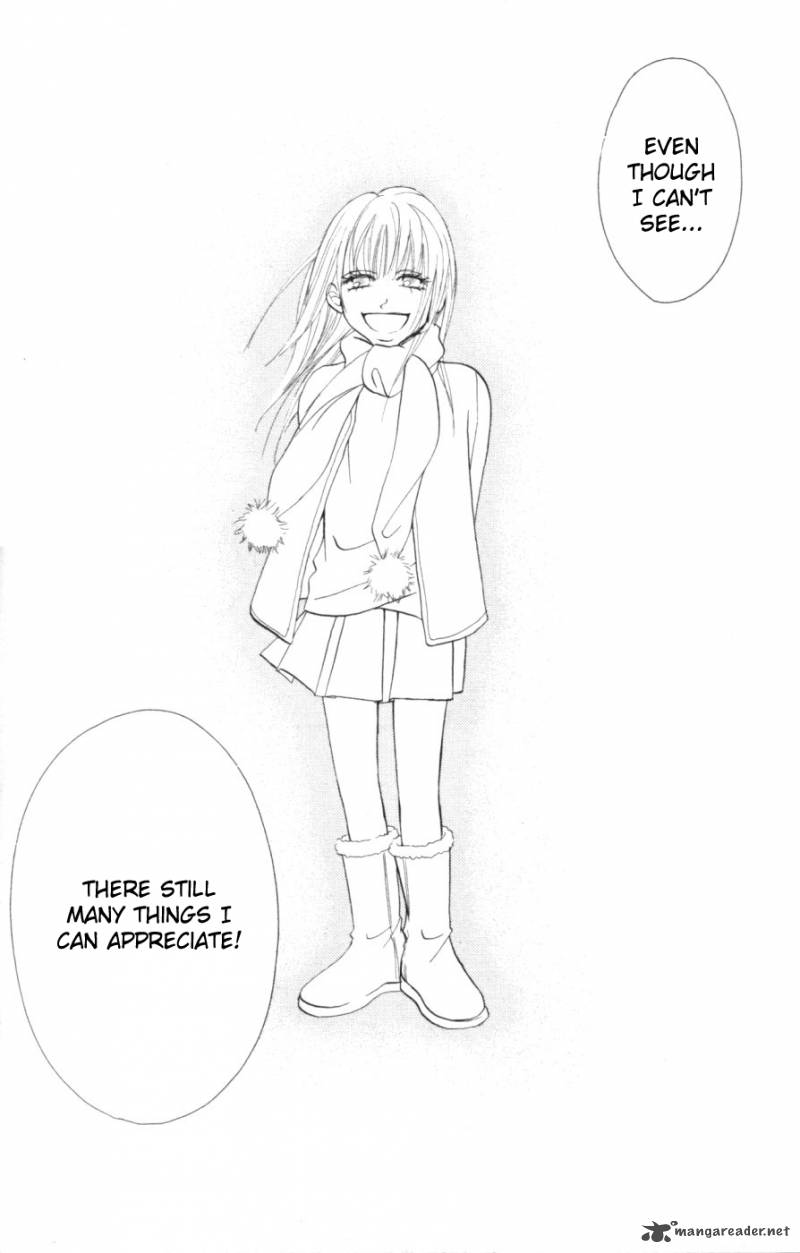 EVEN
THOUGH
I CAN'T
SEE...
THERE STILL
MANY THINGS I
CAN APPRECIATE!
mangareader.net